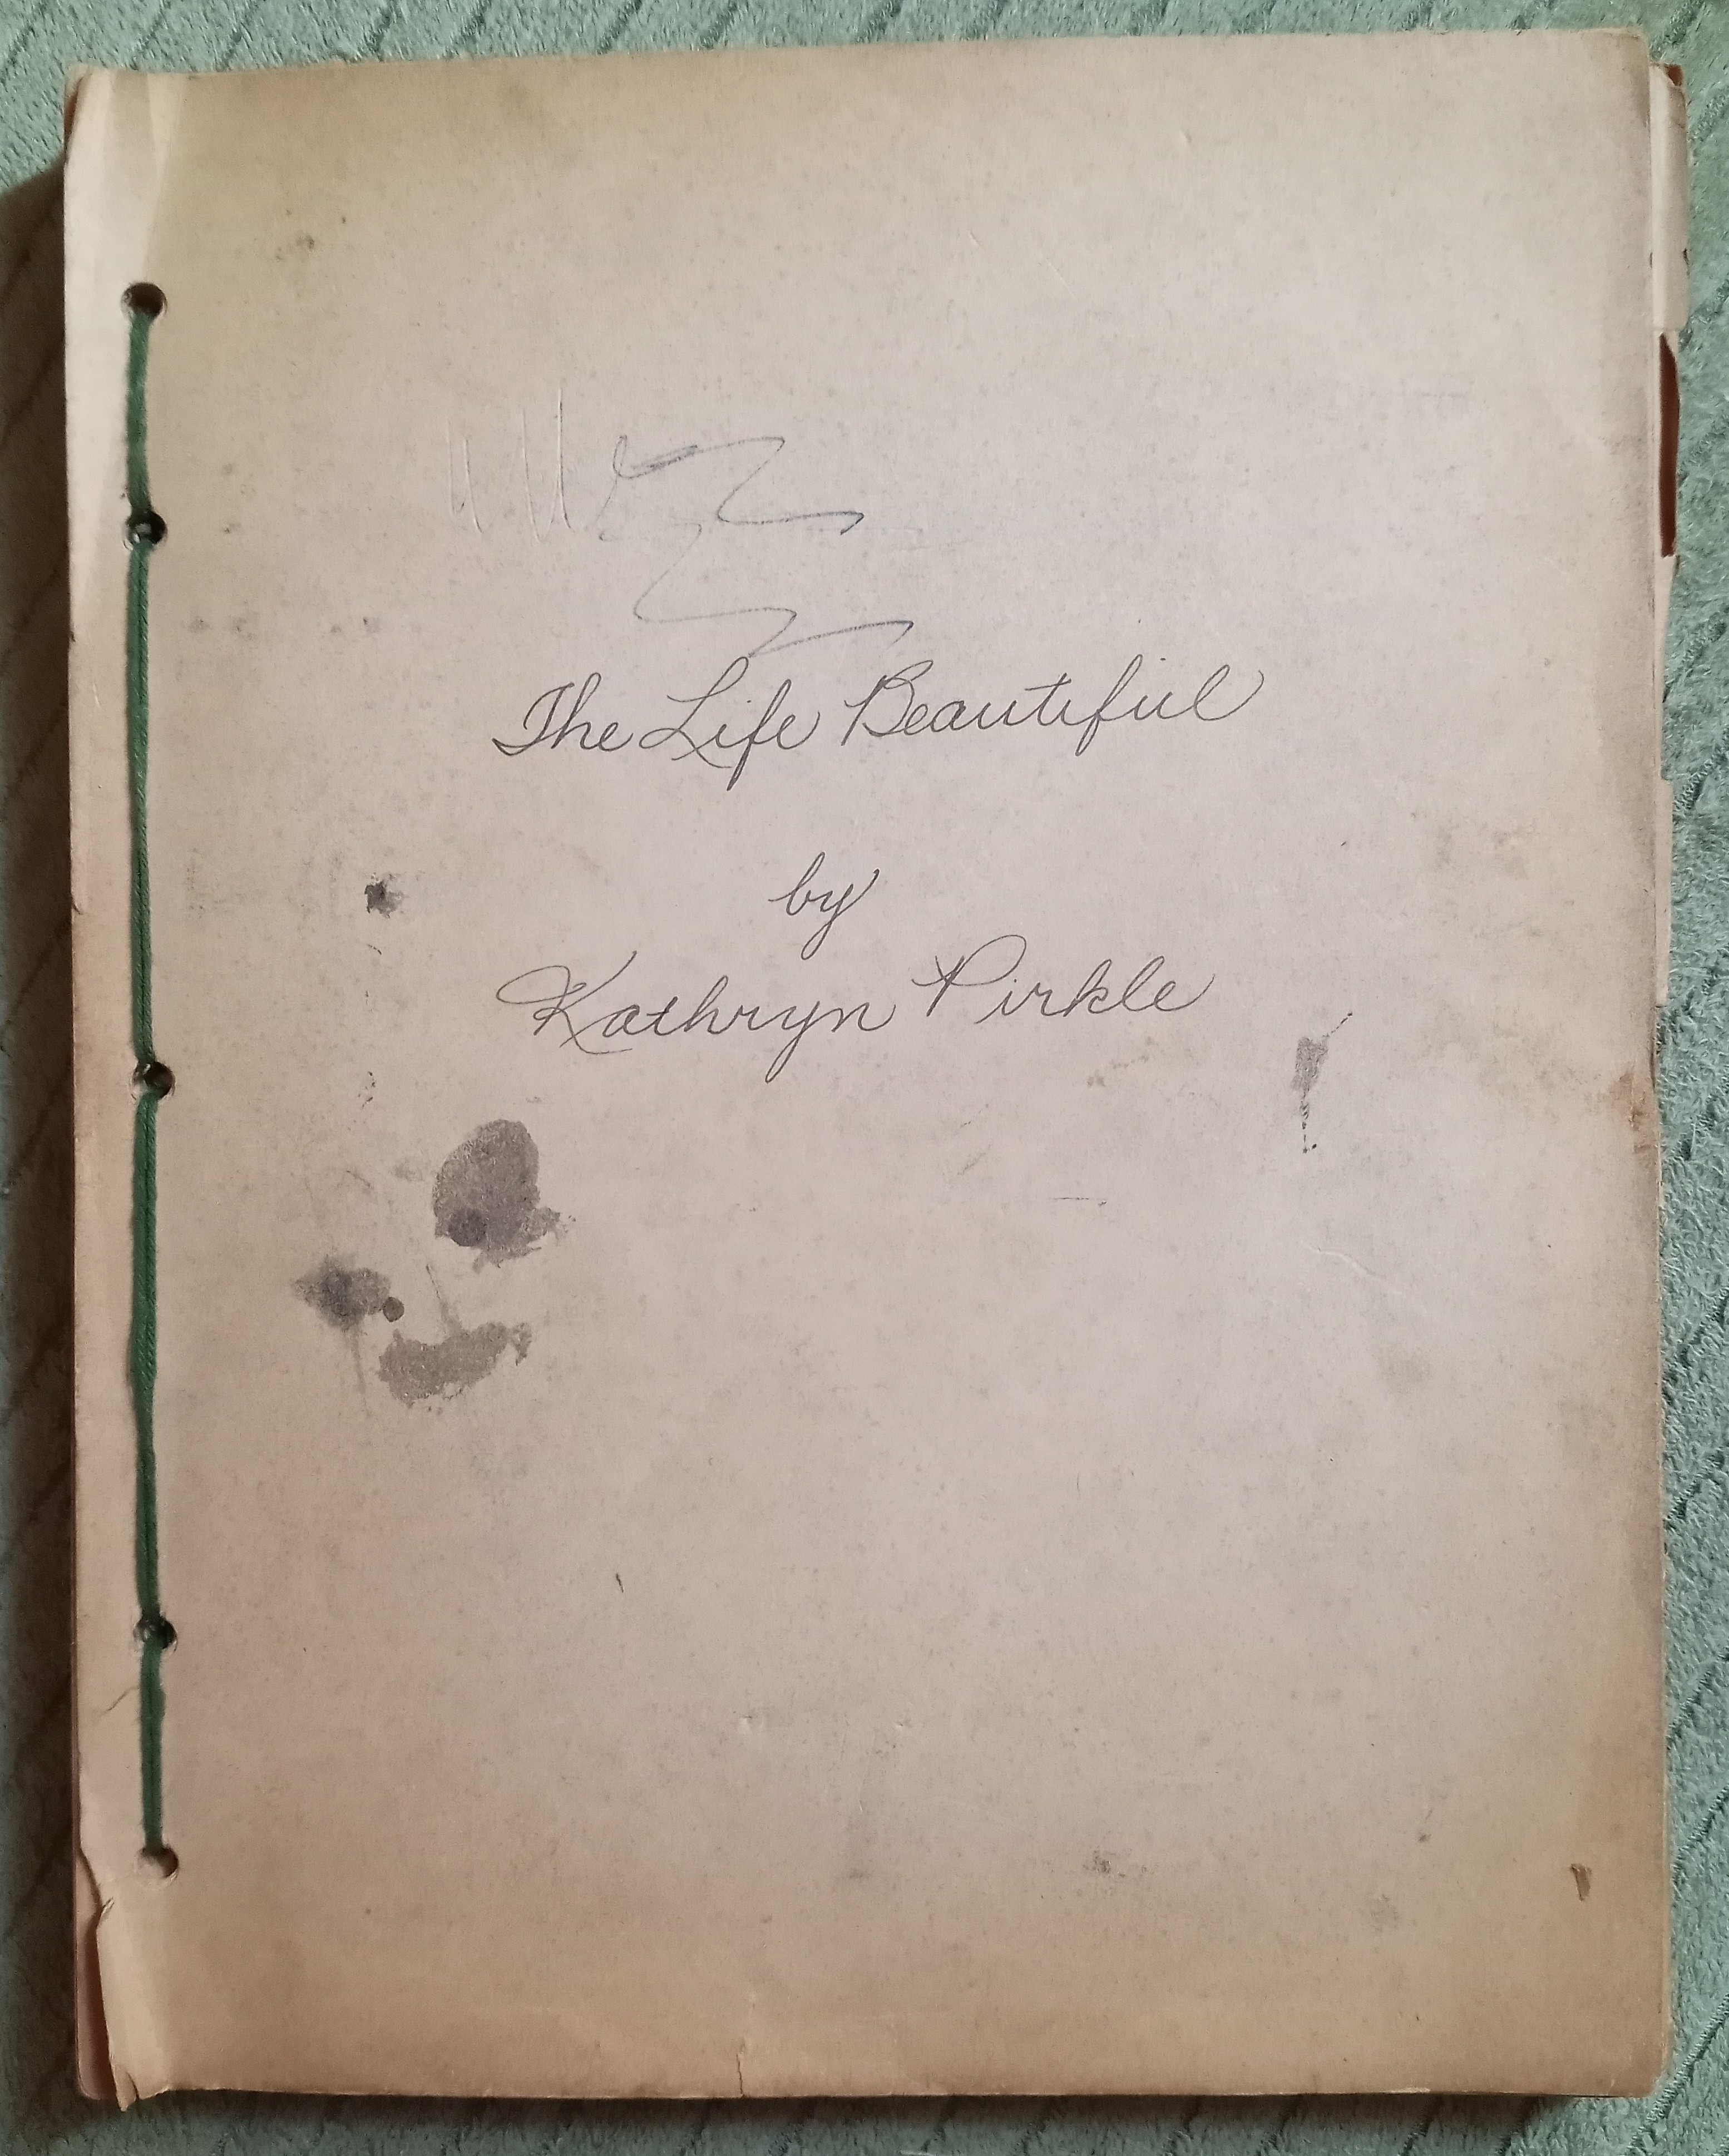 The Life Beautiful
by
Kathryn Pirkle